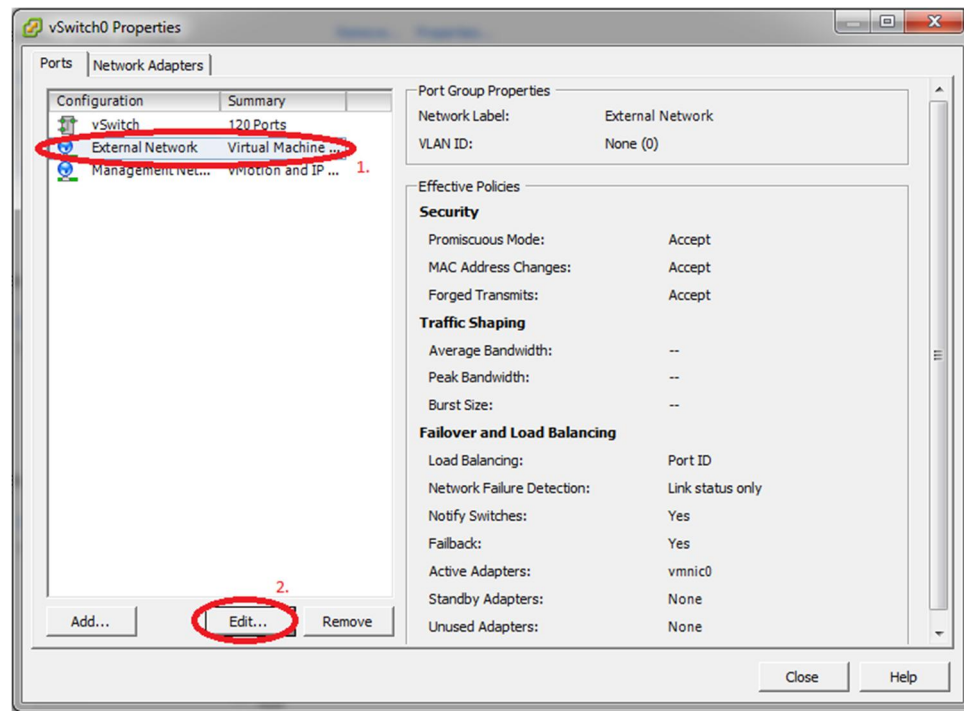 vSwitch0 Properties
Ports Network Adapters
Configuration Summary
vSwitch 120 Ports
External Network Virtual Machine ...
1.
Management Net... vMotion and IP ...
2.
Add... Edit... Remove
Port Group Properties
Network Label: External Network
VLAN ID: None (0)
Effective Policies
Security
Promiscuous Mode: Accept
MAC Address Changes: Accept
Forged Transmits: Accept
Traffic Shaping
Average Bandwidth: --
Peak Bandwidth: --
Burst Size: --
Failover and Load Balancing
Load Balancing: Port ID
Network Failure Detection: Link status only
Notify Switches: Yes
Failback: Yes
Active Adapters: vmnic0
Standby Adapters: None
Unused Adapters: None
Close Help